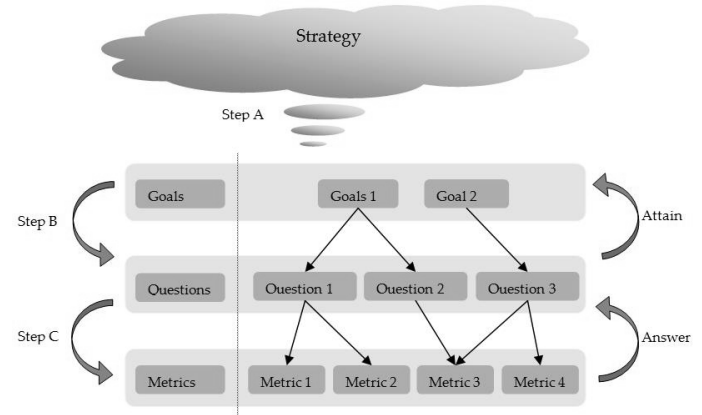 Strategy
Step A
Goals
Goals 1
Goal 2
Step B
Attain
Questions
Ouestion 1
Ouestion 2
Ouestion 3
Step C
Answer
Metrics
Metric 1
Metric 2
Metric 3
Metric 4